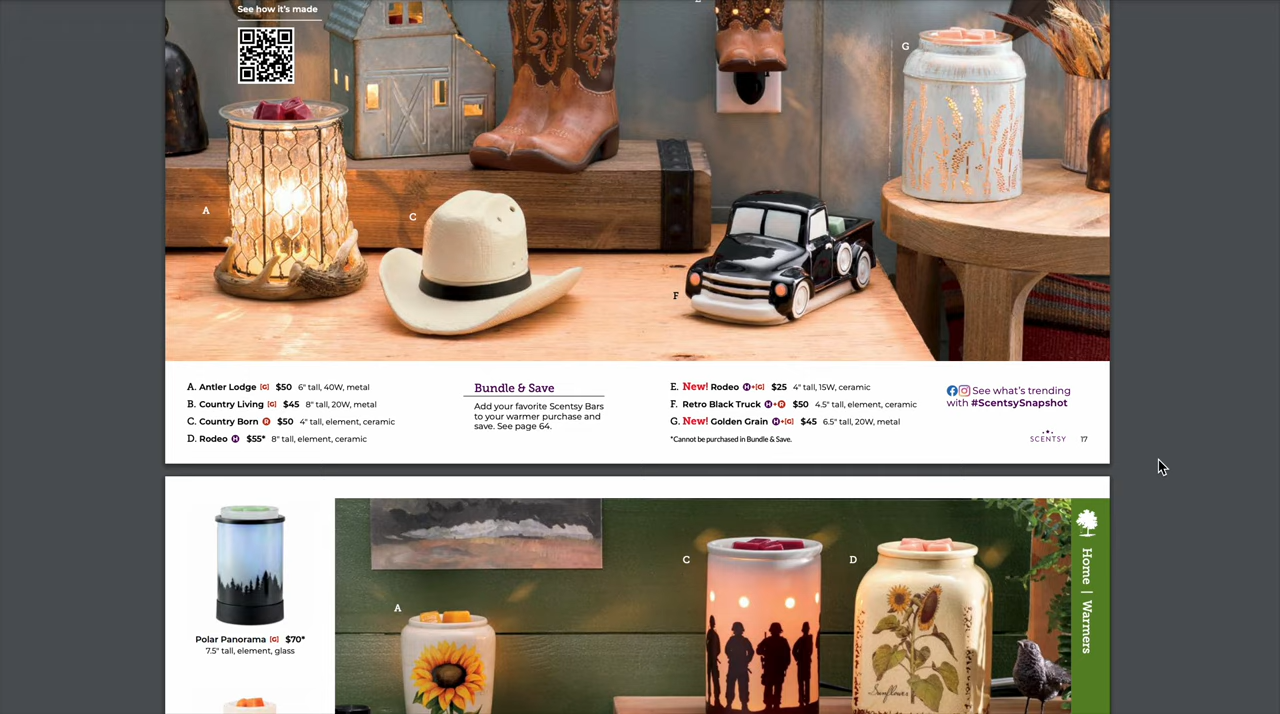 See how it's made
G
A
C
F
A. Antler Lodge [G] $50 6" tall, 40W, metal
B. Country Living [G] $45 8" tall, 20W, metal
C. Country Born R $50 4" tall, element, ceramic
D. Rodeo H $55* 8" tall, element, ceramic
Bundle & Save
Add your favorite Scentsy Bars
to your warmer purchase and
save. See page 64.
E. New! Rodeo H+[G] $25 4" tall, 15W, ceramic
F. Retro Black Truck H+R $50 4.5" tall, element, ceramic
G. New! Golden Grain H+[G] $45 6.5" tall, 20W, metal
*Cannot be purchased in Bundle & Save.
See what's trending
with #ScentsySnapshot
SCENTSY 17
Polar Panorama [G] $70*
7.5" tall, element, glass
A
C
D
Sunflowers
Home | Warmers